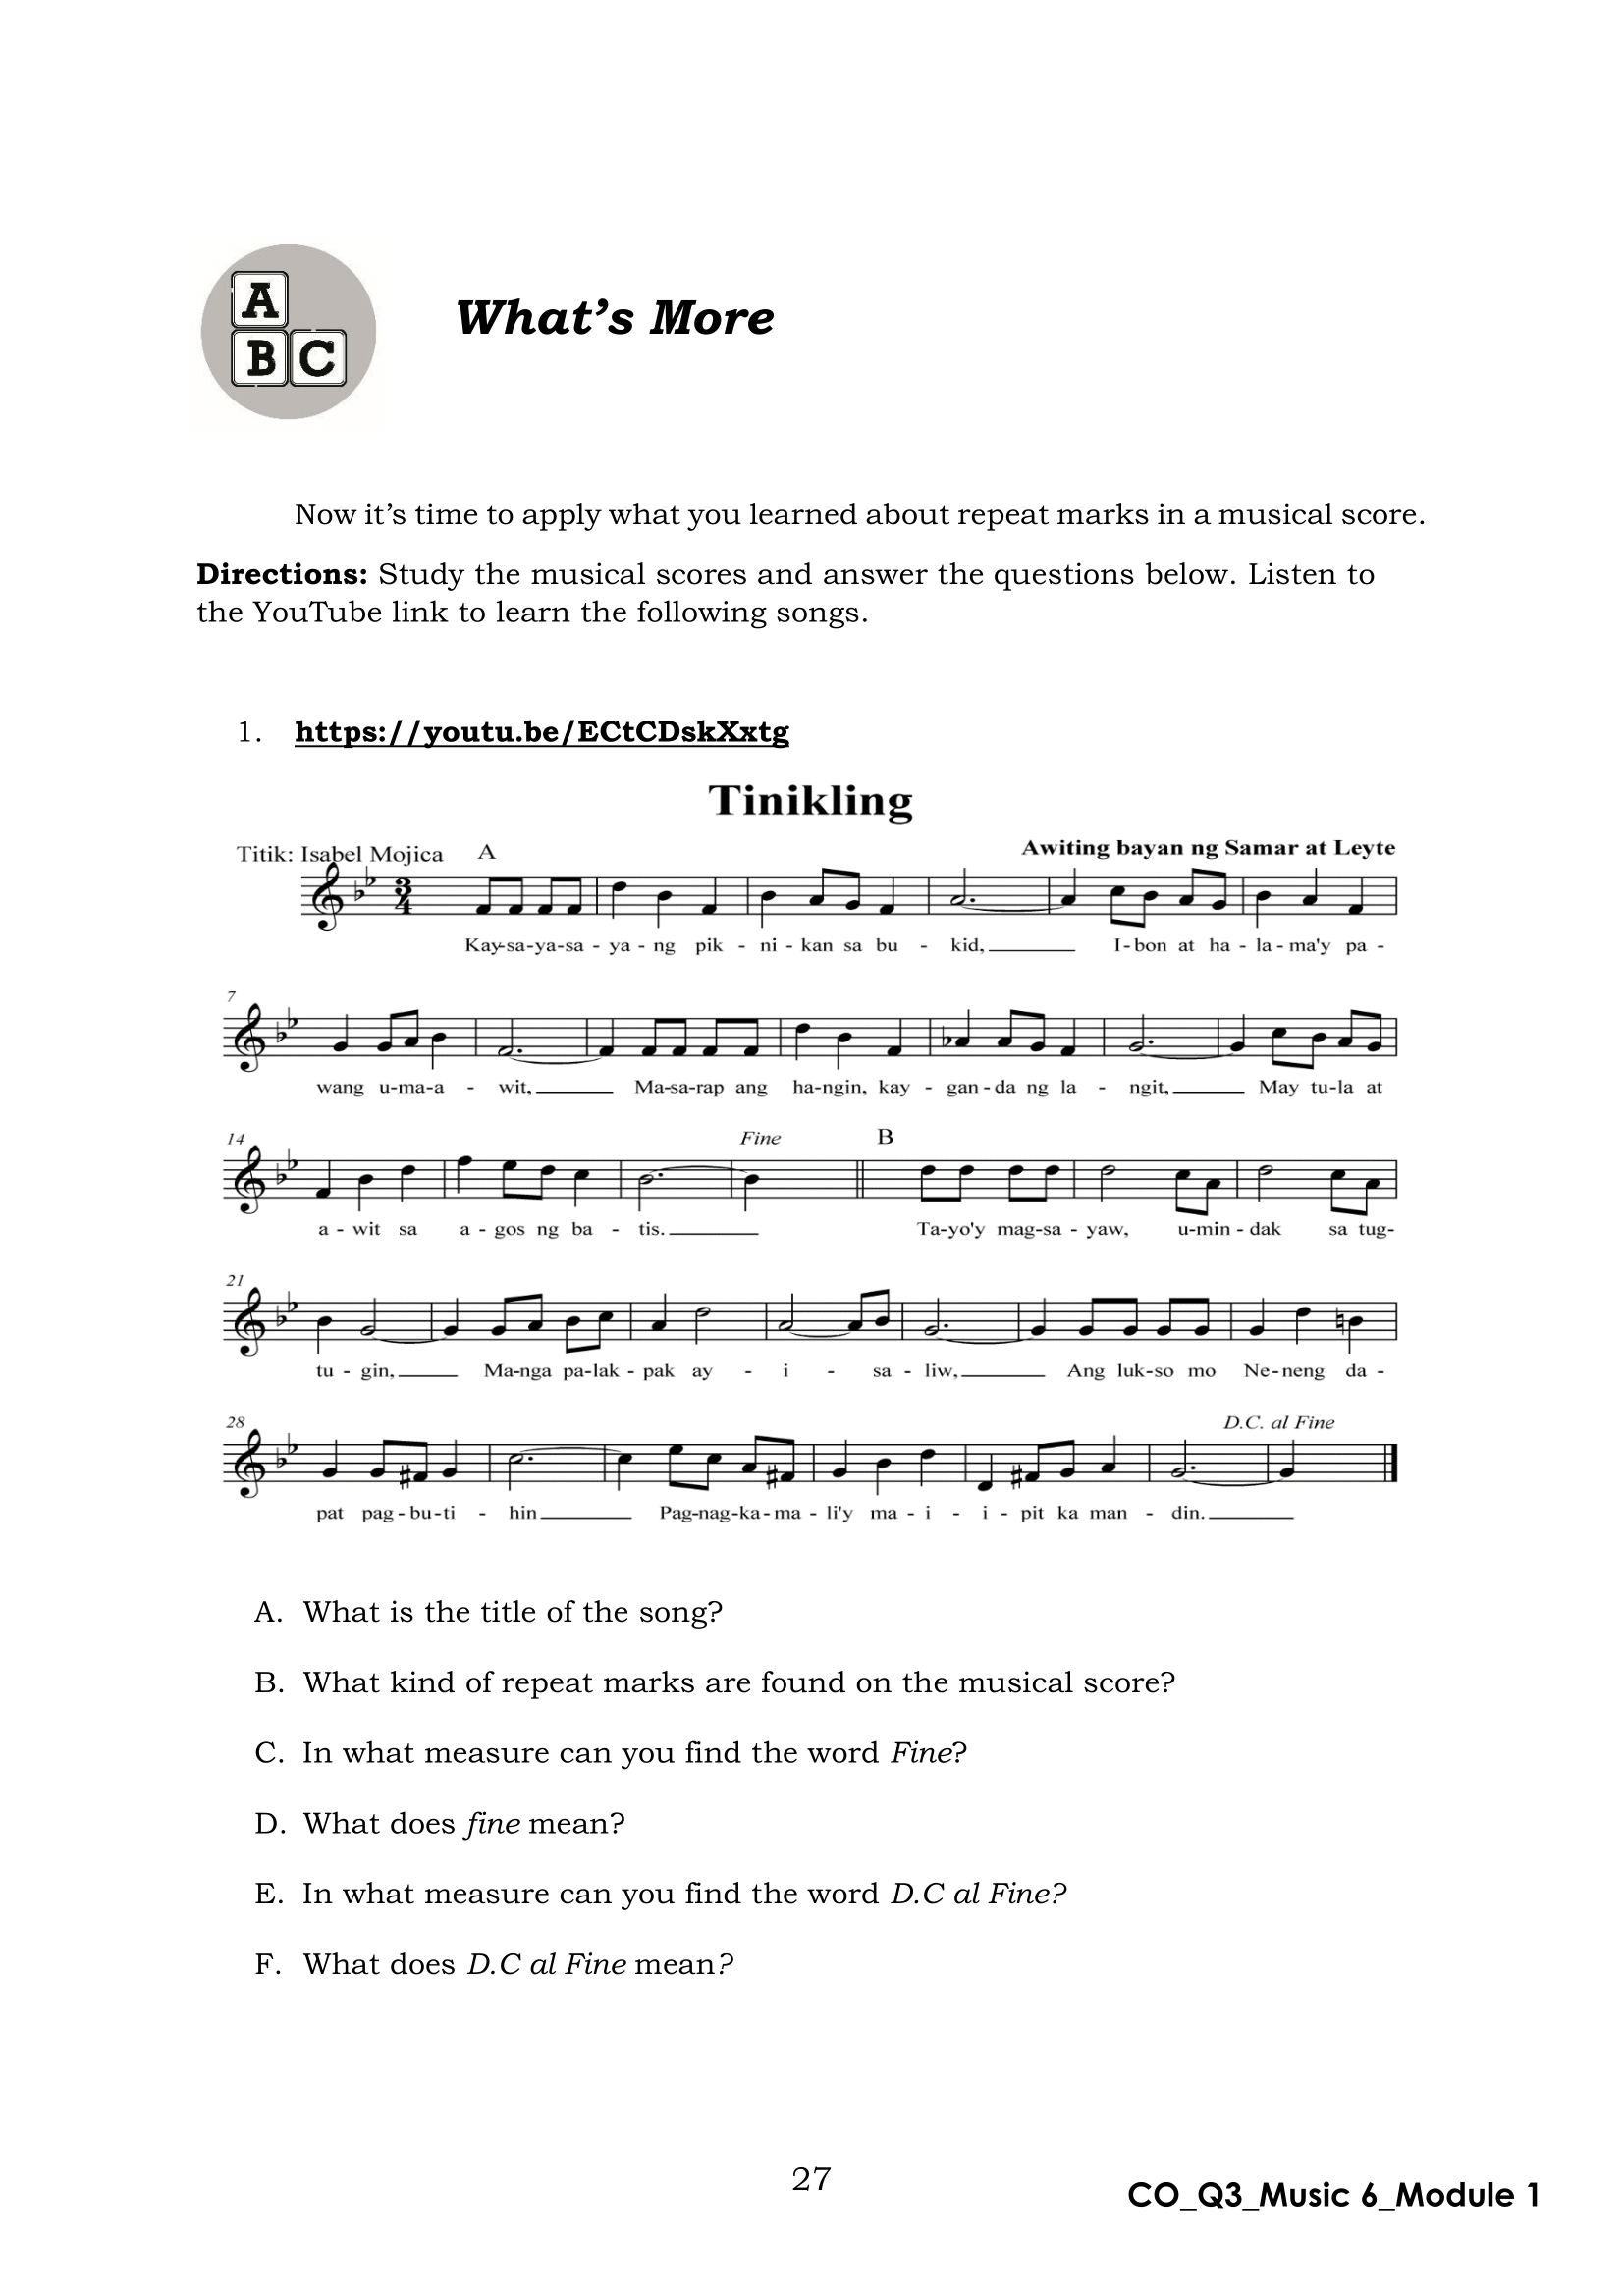 A
B C
What's More
Now it's time to apply what you learned about repeat marks in a musical score.
Directions: Study the musical scores and answer the questions below. Listen to
the YouTube link to learn the following songs.
1. https://youtu.be/ECtCDskXxtg
Tinikling
Titik: Isabel Mojica A Awiting bayan ng Samar at Leyte
3
4
Kay-sa-ya-sa - ya - ng pik - ni - kan sa bu - kid, I - bon at ha - la - ma'y pa -
7
wang u-ma-a - wit, Ma-sa-rap ang ha-ngin, kay - gan - da ng la - ngit, May tu-la at
14 Fine B
a - wit sa a - gos ng ba - tis. Ta-yo'y mag-sa - yaw, u-min - dak sa tug-
21
tu - gin, Ma-nga pa-lak - pak ay - i - sa - liw, Ang luk-so mo Ne - neng da -
28 D.C. al Fine
pat pag - bu - ti - hin Pag-nag-ka-ma - li'y ma - i - i - pit ka man - din.
A. What is the title of the song?
B. What kind of repeat marks are found on the musical score?
C. In what measure can you find the word Fine?
D. What does fine mean?
E. In what measure can you find the word D.C al Fine?
F. What does D.C al Fine mean?
27
CO_Q3_Music 6_Module 1